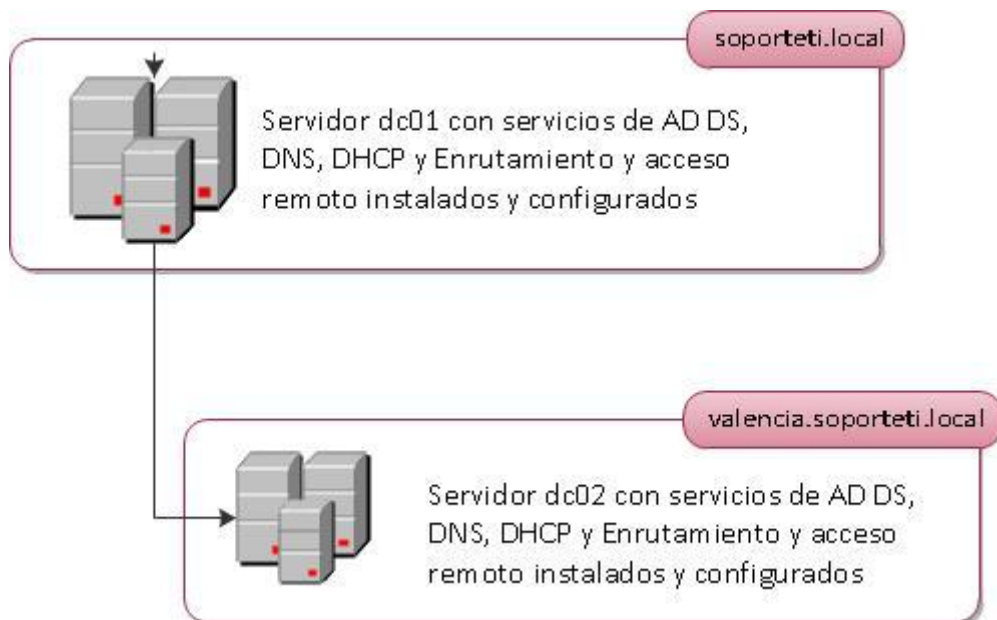 soporteti.local
Servidor dc01 con servicios de AD DS,
DNS, DHCP y Enrutamiento y acceso
remoto instalados y configurados
valencia.soporteti.local
Servidor dc02 con servicios de AD DS,
DNS, DHCP y Enrutamiento y acceso
remoto instalados y configurados